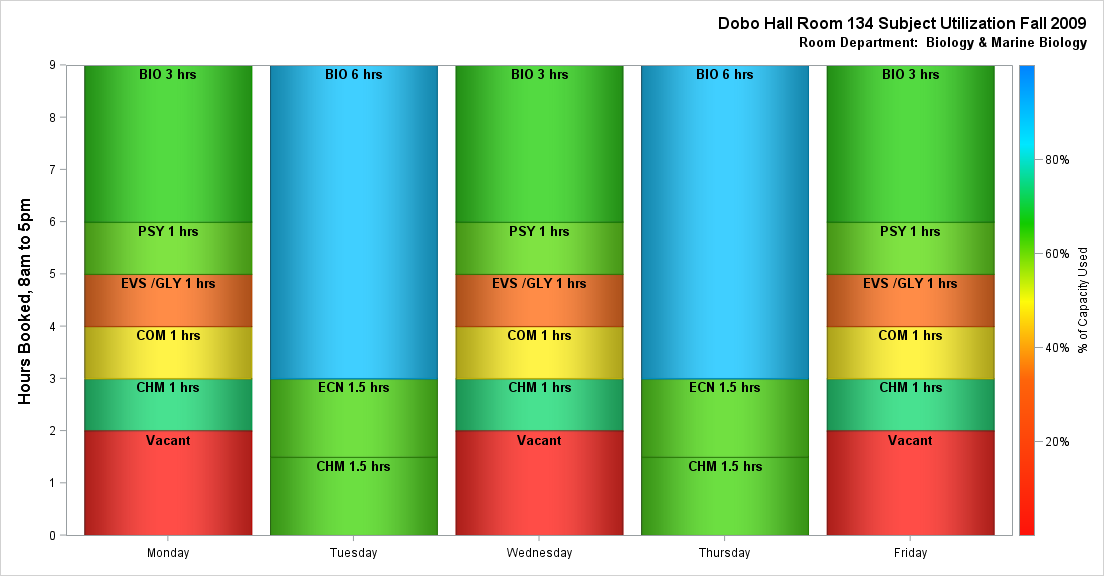 Dobo Hall Room 134 Subject Utilization Fall 2009
Room Department: Biology & Marine Biology
Hours Booked, 8am to 5pm
9
8
7
6
5
4
3
2
1
0
BIO 3 hrs
PSY 1 hrs
EVS /GLY 1 hrs
COM 1 hrs
CHM 1 hrs
Vacant
Monday
BIO 6 hrs
ECN 1.5 hrs
CHM 1.5 hrs
Tuesday
BIO 3 hrs
PSY 1 hrs
EVS /GLY 1 hrs
COM 1 hrs
CHM 1 hrs
Vacant
Wednesday
BIO 6 hrs
ECN 1.5 hrs
CHM 1.5 hrs
Thursday
BIO 3 hrs
PSY 1 hrs
EVS /GLY 1 hrs
COM 1 hrs
CHM 1 hrs
Vacant
Friday
80%
60%
40%
20%
% of Capacity Used